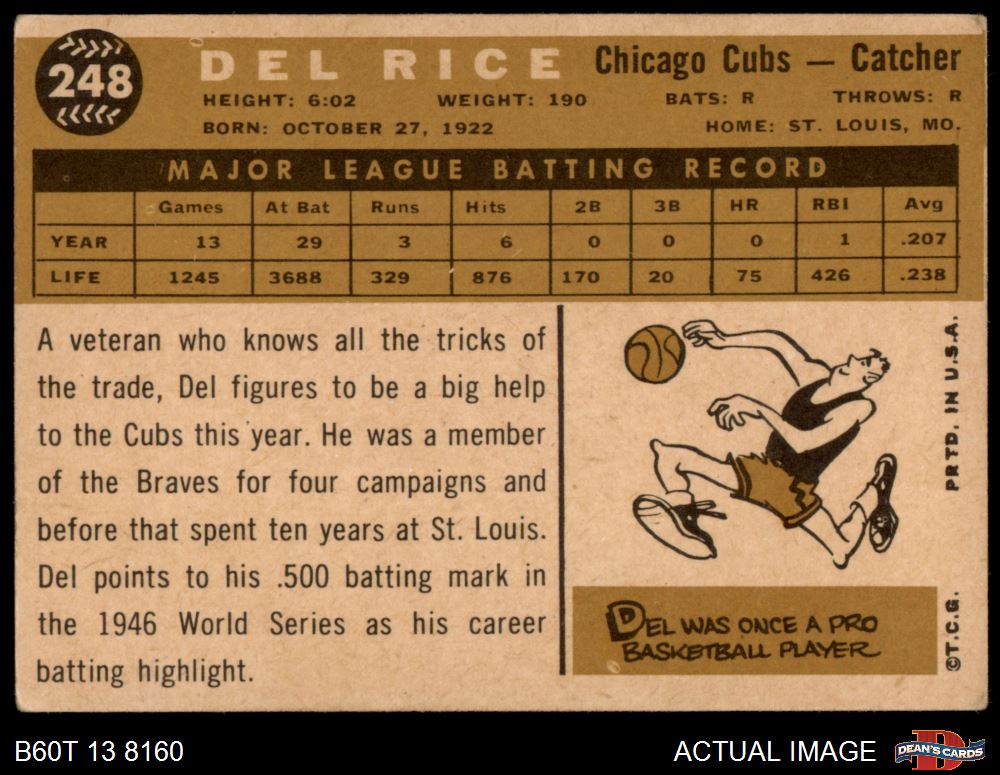 248
DEL RICE Chicago Cubs — Catcher
HEIGHT: 6:02 WEIGHT: 190 BATS: R THROWS: R
BORN: OCTOBER 27, 1922 HOME: ST. LOUIS, MO.
MAJOR LEAGUE BATTING RECORD
Games At Bat Runs Hits 2B 3B HR RBI Avg
YEAR 13 29 3 6 0 0 0 1 .207
LIFE 1245 3688 329 876 170 20 75 426 .238
A veteran who knows all the tricks of
the trade, Del figures to be a big help
to the Cubs this year. He was a member
of the Braves for four campaigns and
before that spent ten years at St. Louis.
Del points to his .500 batting mark in
the 1946 World Series as his career
batting highlight.
DEL WAS ONCE A PRO
BASKETBALL PLAYER
©T.C.G. PRTD. IN U.S.A.
B60T 13 8160 ACTUAL IMAGE
D
DEAN'S CARDS